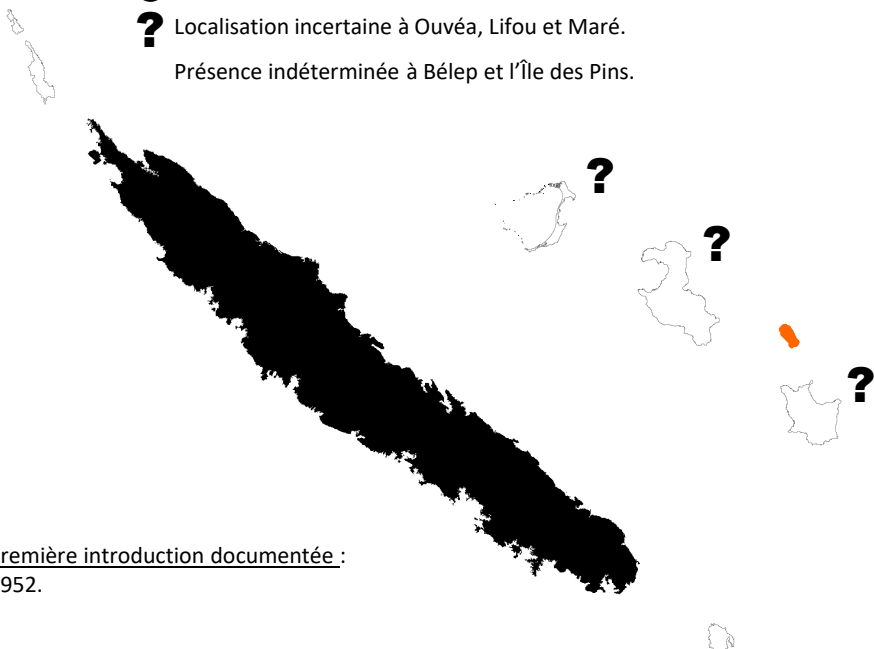 ? Localisation incertaine à Ouvéa, Lifou et Maré.
Présence indéterminée à Bélep et l’Île des Pins.
?
?
?
remière introduction documentée :
952.